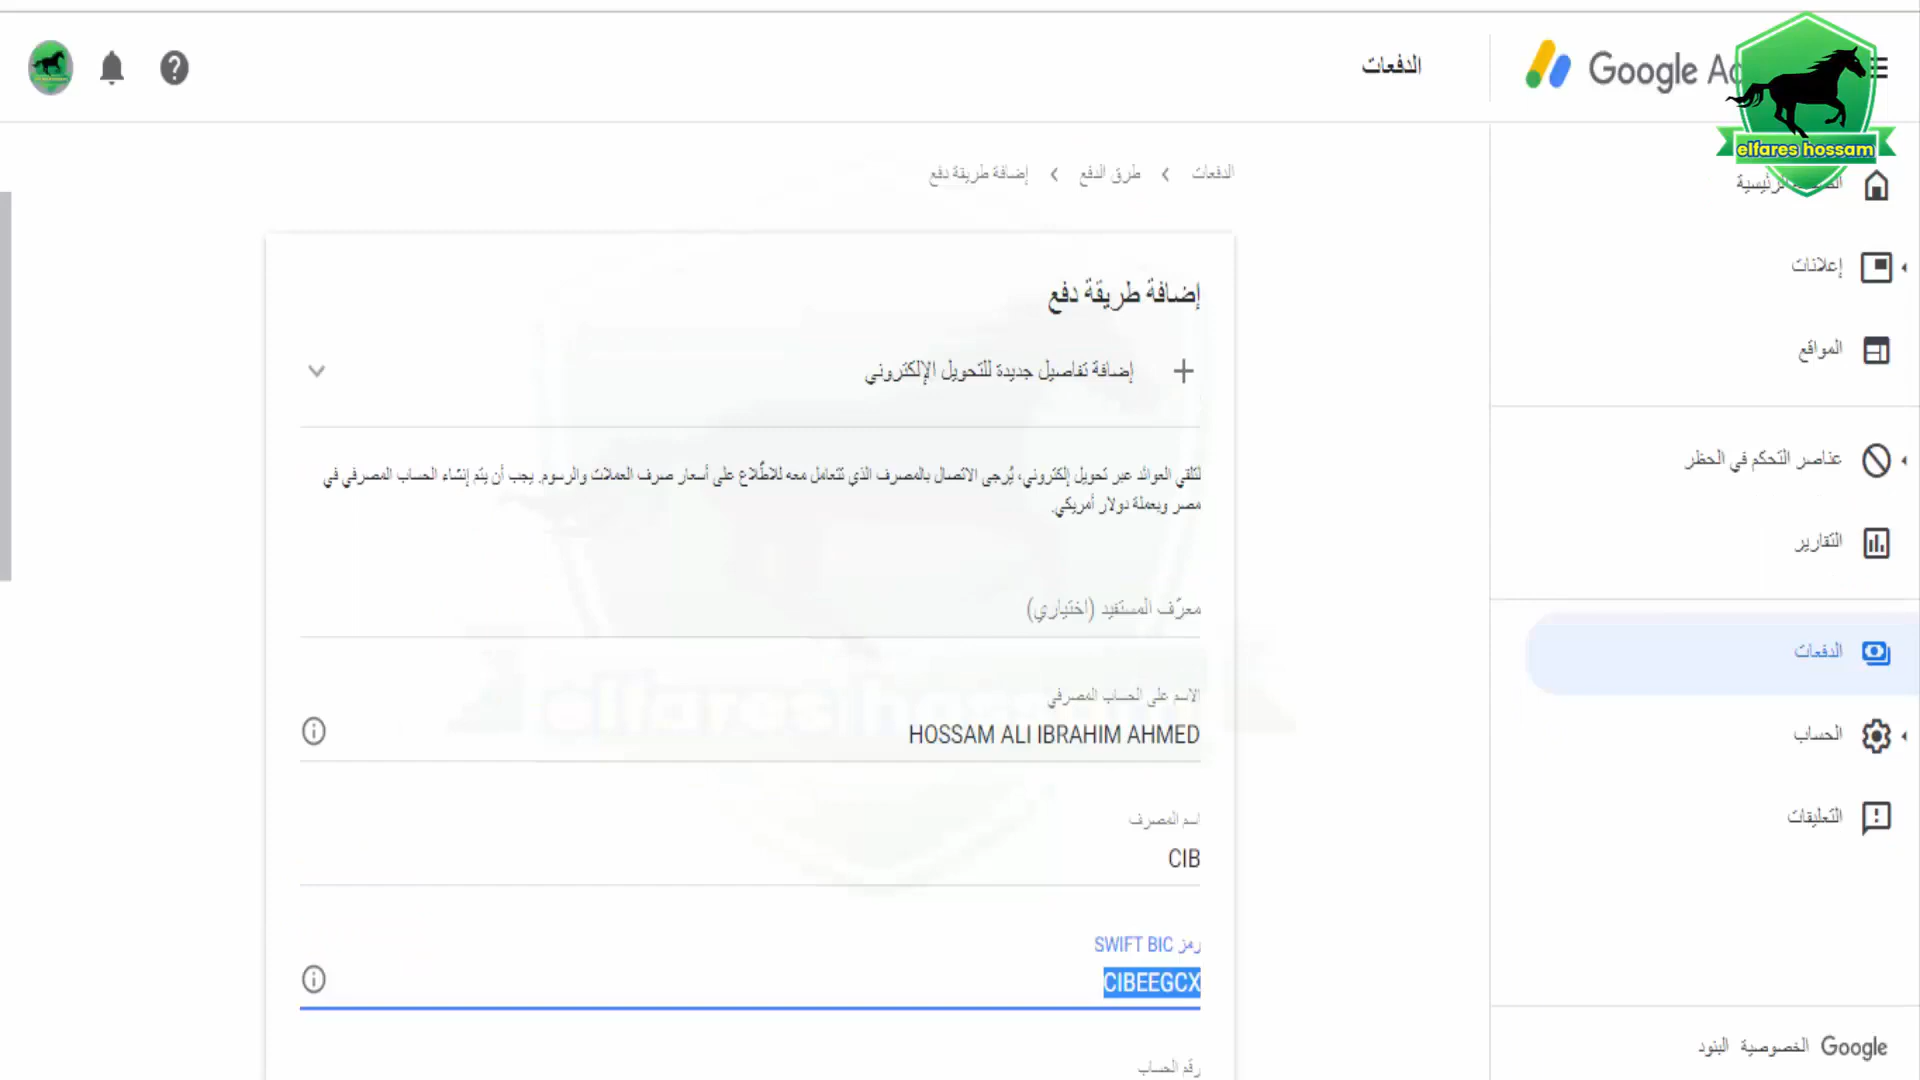 الدفعات
Google Ad
elfares hossam
الرئيسية
إعلانات
المواقع
عناصر التحكم في الحظر
التقارير
الدفعات
الحساب
التعليقات
Google الخصوصية البنود
الدفعات › طرق الدفع › إضافة طريقة دفع
إضافة طريقة دفع
إضافة تفاصيل جديدة للتحويل الإلكتروني
لتلقي العوائد عبر تحويل إلكتروني، يُرجى الاتصال بالمصرف الذي تتعامل معه للاطّلاع على أسعار صرف العملات والرسوم. يجب أن يتم إنشاء الحساب المصرفي في
مصر وبعملة دولار أمريكي.
معرّف المستفيد (اختياري)
الاسم على الحساب المصرفي
HOSSAM ALI IBRAHIM AHMED
اسم المصرف
CIB
رمز SWIFT BIC
CIBEEGCX
رقم الحساب
elfares hossam